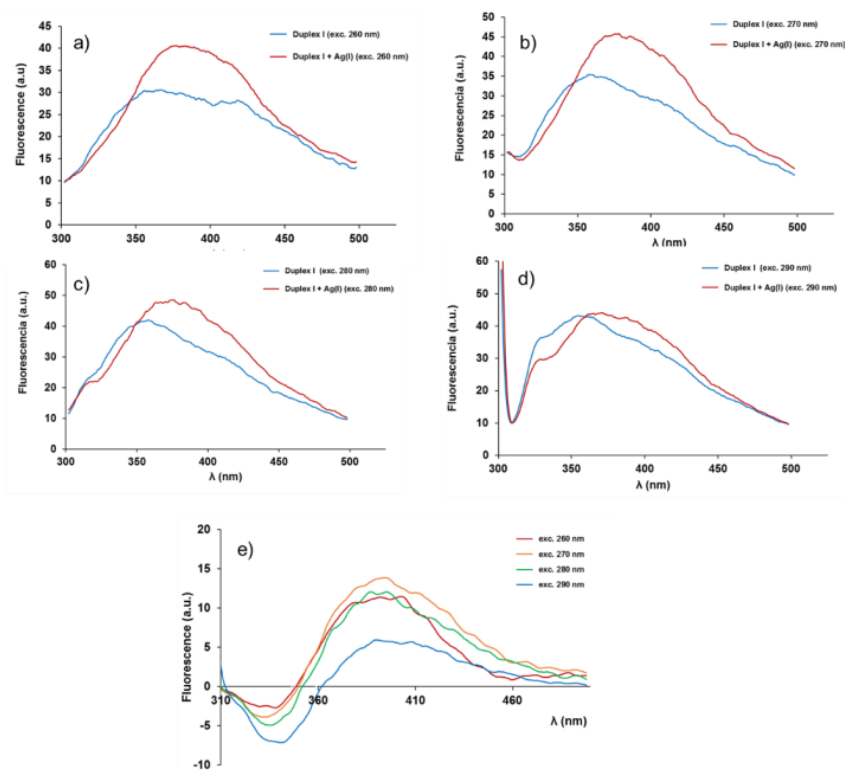 a)
Duplex I (exc. 260 nm)
Duplex I + Ag(I) (exc. 260 nm)
Fluorescence (a.u)
45
40
35
30
25
20
15
10
5
0
300 350 400 450 500
b)
Duplex I (exc. 270 nm)
Duplex I + Ag(I) (exc. 270 nm)
Fluorescencia (a.u.)
50
45
40
35
30
25
20
15
10
5
0
300 350 400 450 500
λ (nm)
c)
Duplex I (exc. 280 nm)
Duplex I + Ag(I) (exc. 280 nm)
Fluorescencia (a.u.)
60
50
40
30
20
10
0
300 350 400 450 500
λ (nm)
d)
Duplex I (exc. 290 nm)
Duplex I + Ag(I) (exc. 290 nm)
Fluorescencia (a.u.)
60
50
40
30
20
10
0
300 350 400 450 500
λ (nm)
e)
exc. 260 nm
exc. 270 nm
exc. 280 nm
exc. 290 nm
Fluorescence (a.u.)
20
15
10
5
0
-5
-10
310 360 410 460
λ (nm)